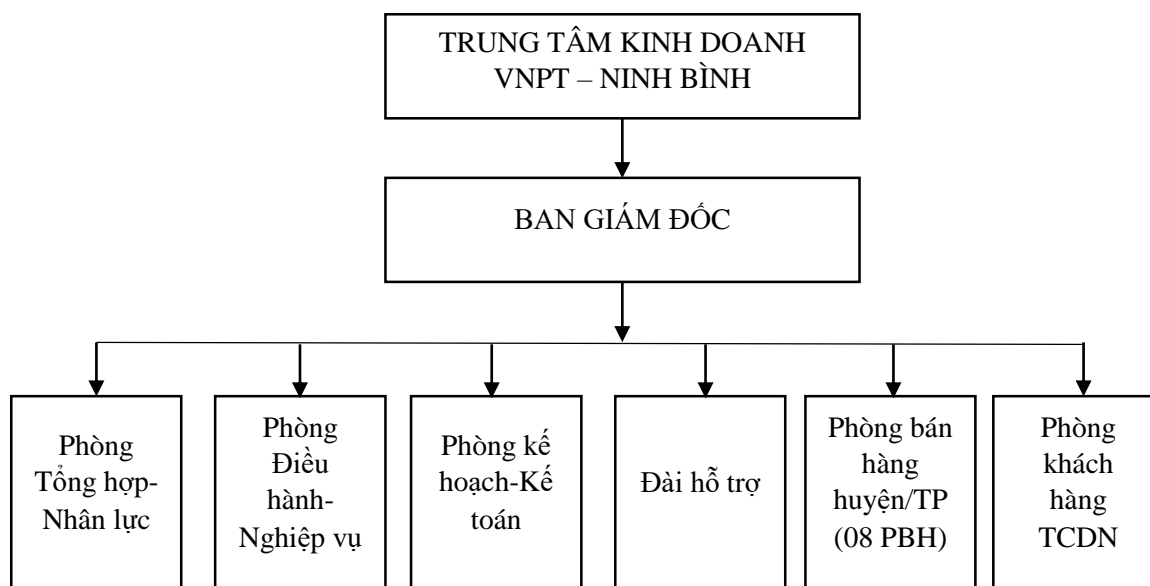 TRUNG TÂM KINH DOANH
VNPT – NINH BÌNH
BAN GIÁM ĐỐC
Phòng
Tổng hợp-
Nhân lực
Phòng
Điều
hành-
Nghiệp vụ
Phòng kế
hoạch-Kế
toán
Đài hỗ trợ
Phòng bán
hàng
huyện/TP
(08 PBH)
Phòng
khách
hàng
TCDN